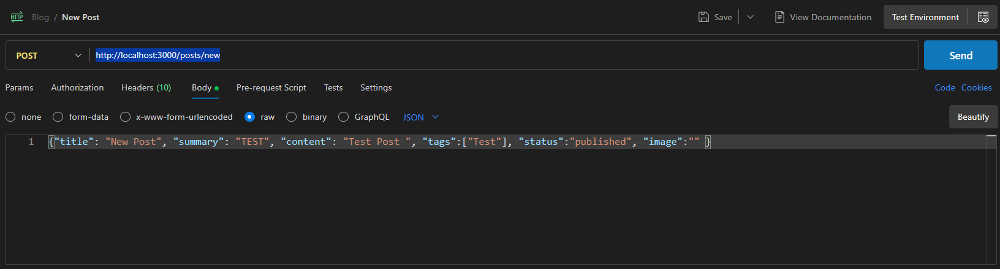 HTTP Blog / New Post Save View Documentation Test Environment
POST http://localhost:3000/posts/new Send
Params Authorization Headers (10) Body Pre-request Script Tests Settings Code Cookies
none form-data x-www-form-urlencoded raw binary GraphQL JSON Beautify
1 {"title": "New Post", "summary": "TEST", "content": "Test Post ", "tags":["Test"], "status":"published", "image":"" }